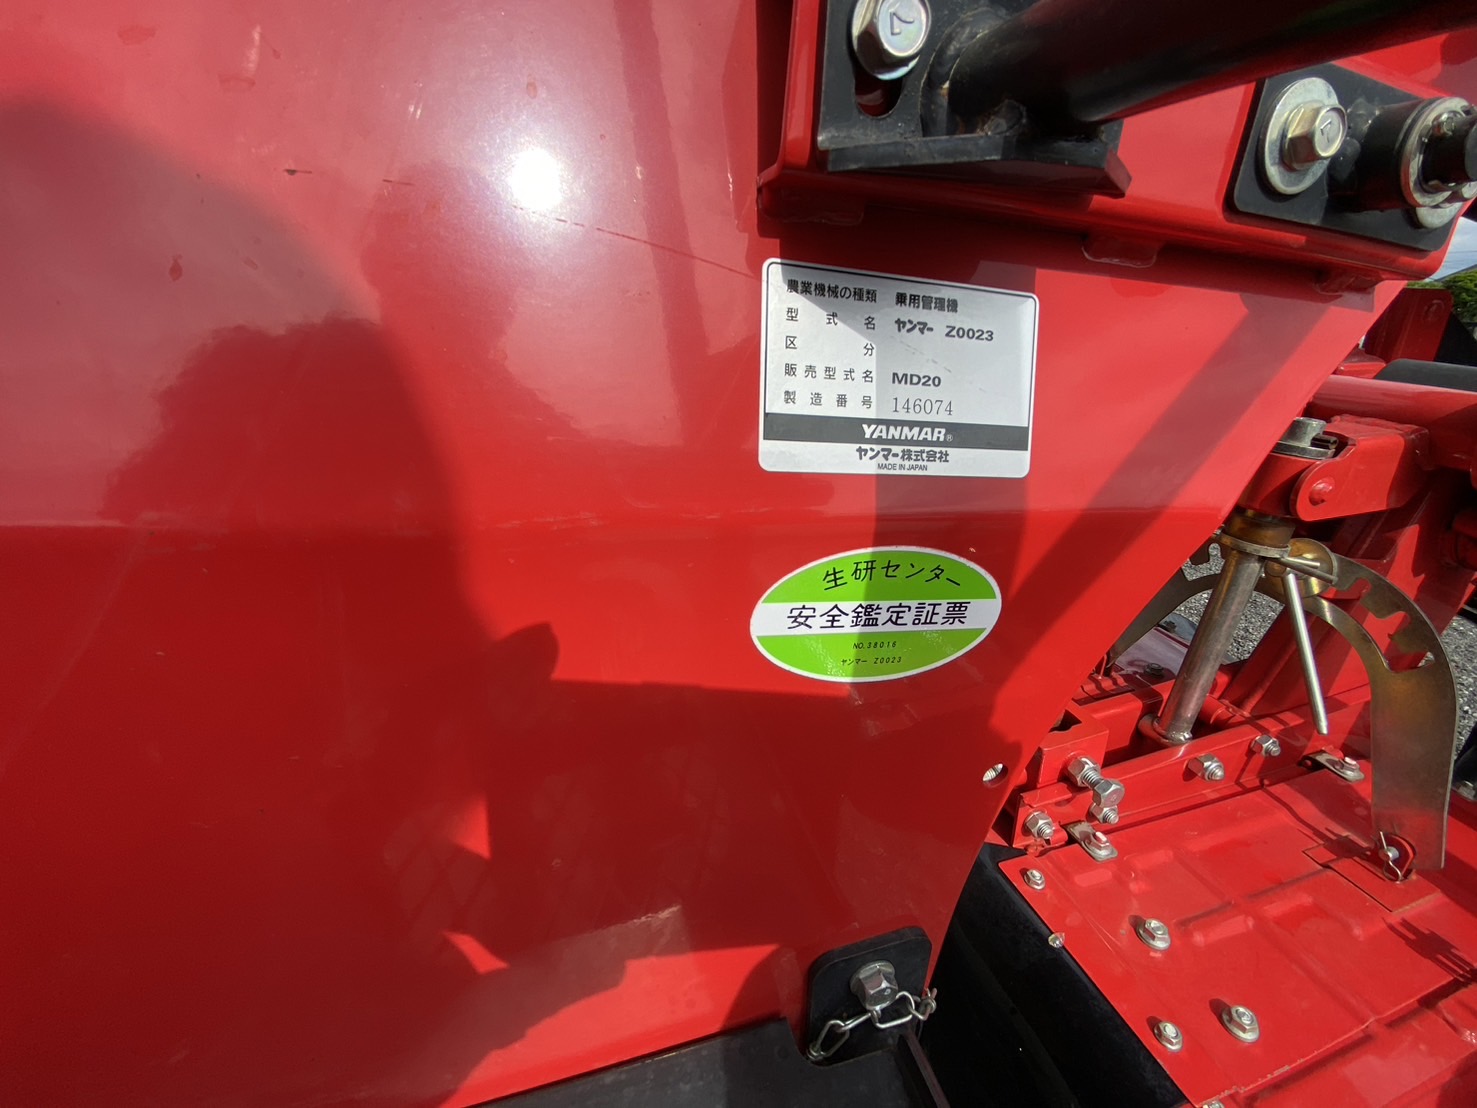 農業機械の種類 乗用管理機
型式名 ヤンマー Z0023
区分
販売型式名 MD20
製造番号 146074
YANMAR®
ヤンマー株式会社
MADE IN JAPAN
生研センター
安全鑑定証票
NO.38016
ヤンマー Z0023
7
7